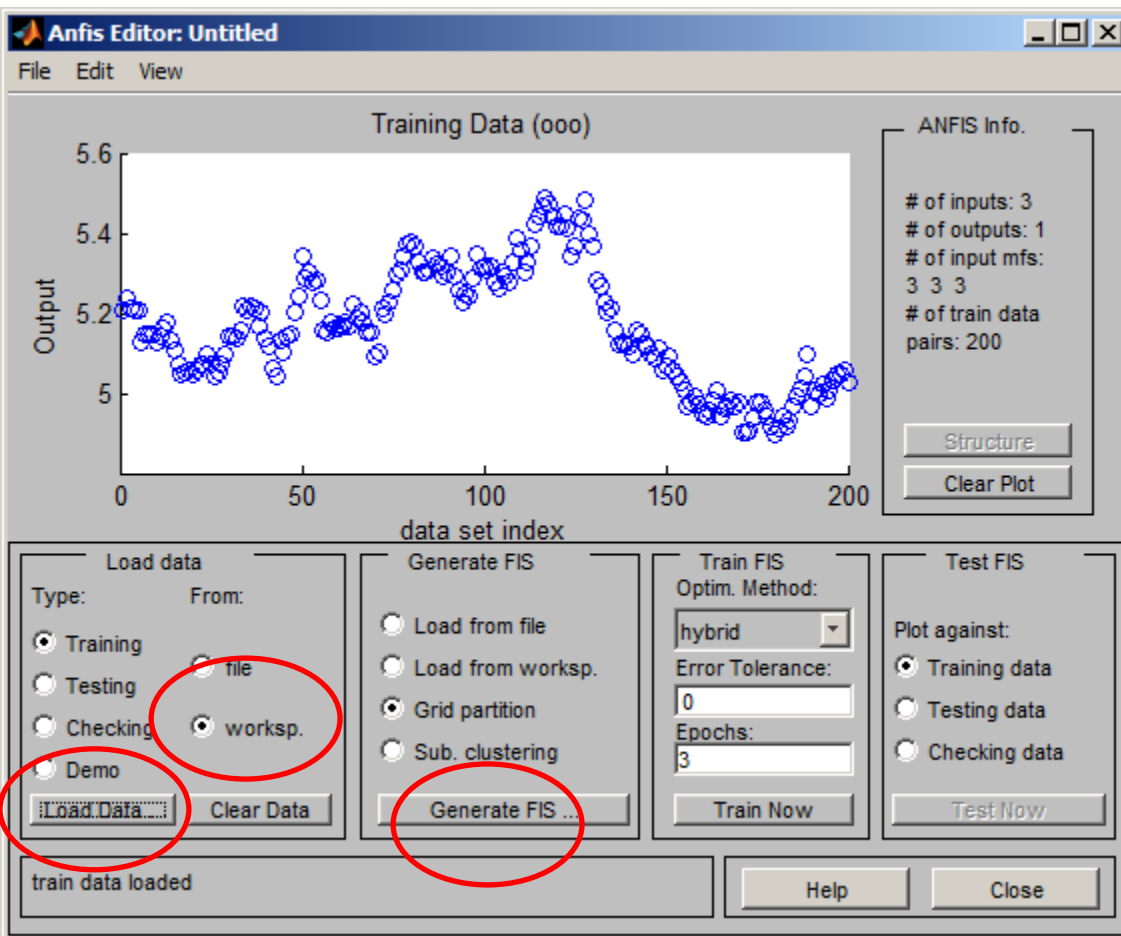 Anfis Editor: Untitled
File Edit View
Training Data (ooo)
5.6
5.4
5.2
5
Output
0 50 100 150 200
data set index
ANFIS Info.
# of inputs: 3
# of outputs: 1
# of input mfs:
3 3 3
# of train data
pairs: 200
Structure
Clear Plot
Load data
Type: From:
Training
file
Testing
Checking
worksp.
Demo
Load Data...
Clear Data
Generate FIS
Load from file
Load from worksp.
Grid partition
Sub. clustering
Generate FIS ...
Train FIS
Optim. Method:
hybrid
Error Tolerance:
0
Epochs:
3
Train Now
Test FIS
Plot against:
Training data
Testing data
Checking data
Test Now
train data loaded
Help
Close